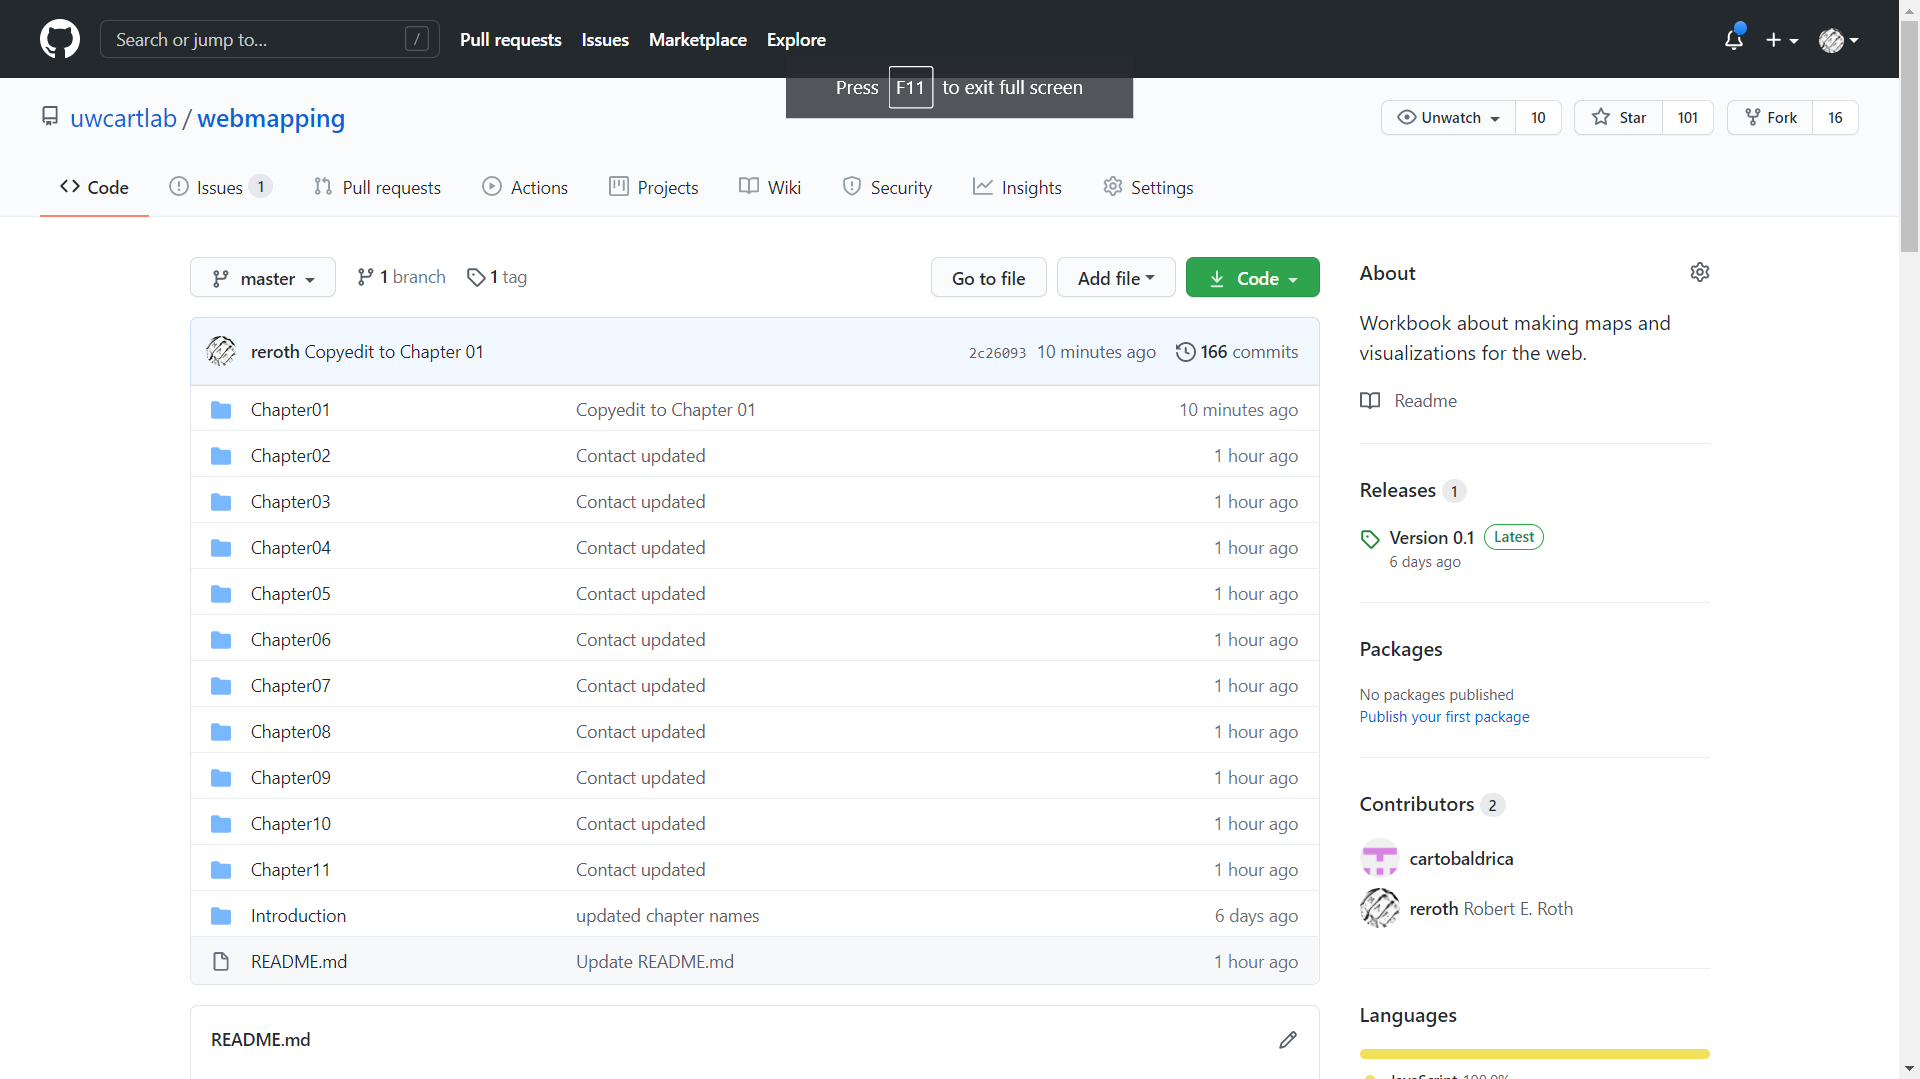 Search or jump to... /
Pull requests Issues Marketplace Explore
Press F11 to exit full screen
uwcartlab / webmapping
Unwatch 10 Star 101 Fork 16
Code Issues 1 Pull requests Actions Projects Wiki Security Insights Settings
master 1 branch 1 tag Go to file Add file Code
reroth Copyedit to Chapter 01 2c26093 10 minutes ago 166 commits
Chapter01 Copyedit to Chapter 01 10 minutes ago
Chapter02 Contact updated 1 hour ago
Chapter03 Contact updated 1 hour ago
Chapter04 Contact updated 1 hour ago
Chapter05 Contact updated 1 hour ago
Chapter06 Contact updated 1 hour ago
Chapter07 Contact updated 1 hour ago
Chapter08 Contact updated 1 hour ago
Chapter09 Contact updated 1 hour ago
Chapter10 Contact updated 1 hour ago
Chapter11 Contact updated 1 hour ago
Introduction updated chapter names 6 days ago
README.md Update README.md 1 hour ago
README.md
About
Workbook about making maps and
visualizations for the web.
Readme
Releases 1
Version 0.1 Latest
6 days ago
Packages
No packages published
Publish your first package
Contributors 2
cartobaldrica
reroth Robert E. Roth
Languages
JavaScript 100.0%